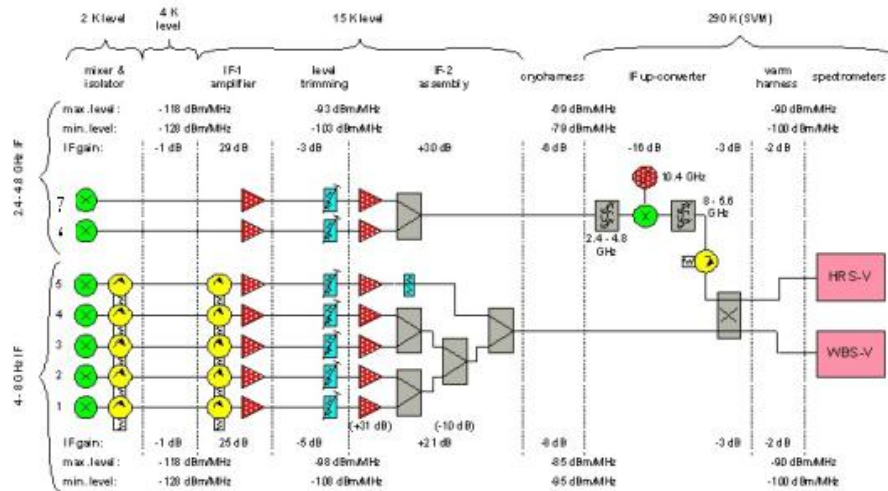 2 K level 4 K level 15 K level 290 K (SVM)
mixer & isolator IF-1 amplifier level trimming IF-2 assembly cryoharness IF up-converter warm harness spectrometers
max. level: -118 dBm/MHz -93 dBm/MHz -69 dBm/MHz -90 dBm/MHz
min. level: -128 dBm/MHz -103 dBm/MHz -79 dBm/MHz -100 dBm/MHz
IF gain: -1 dB 29 dB -3 dB +30 dB -6 dB -16 dB -3 dB -2 dB
2.4-4.8 GHz IF
10.4 GHz
7
2.4 - 4.8 GHz
8 - 5.6 GHz
4-8 GHz IF
5
HRS-V
4
3
WBS-V
2
1
(+31 dB) (-10 dB)
IF gain: -1 dB 25 dB -5 dB +21 dB -8 dB -3 dB -2 dB
max. level: -118 dBm/MHz -98 dBm/MHz -85 dBm/MHz -90 dBm/MHz
min. level: -128 dBm/MHz -108 dBm/MHz -95 dBm/MHz -100 dBm/MHz